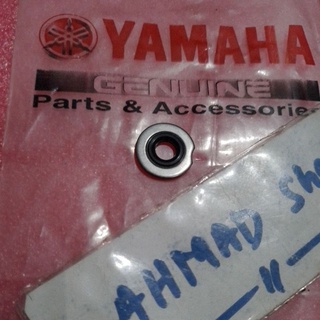 YAMAHA
GENUINE
Parts & Accessories
AHMAD
"